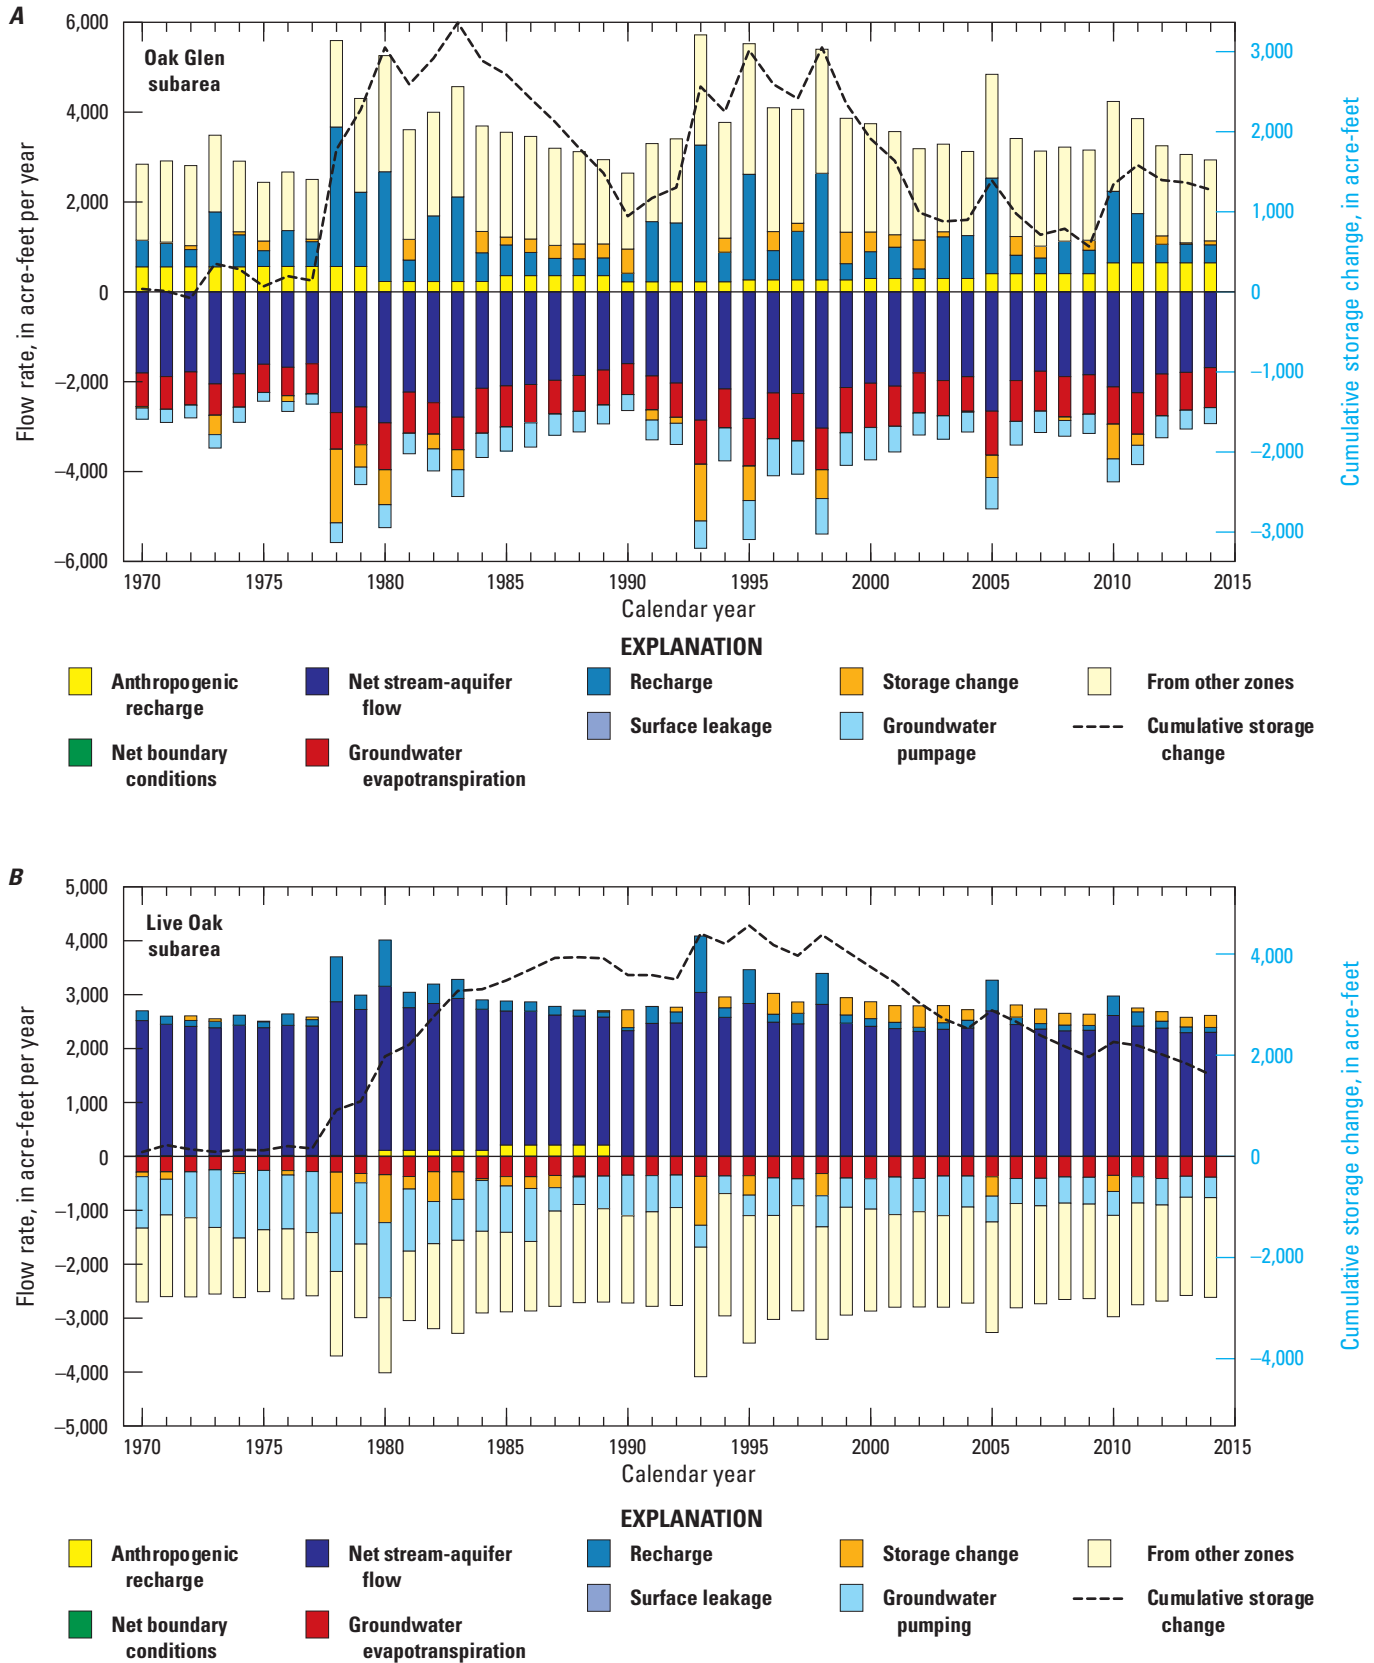 A
Oak Glen
subarea
Flow rate, in acre-feet per year
6,000
4,000
2,000
0
–2,000
–4,000
–6,000
3,000
2,000
1,000
0
–1,000
–2,000
–3,000
Cumulative storage change, in acre-feet
1970 1975 1980 1985 1990 1995 2000 2005 2010 2015
Calendar year
EXPLANATION
Anthropogenic
recharge
Net boundary
conditions
Net stream-aquifer
flow
Groundwater
evapotranspiration
Recharge
Surface leakage
Storage change
Groundwater
pumpage
From other zones
Cumulative storage
change
B
Live Oak
subarea
Flow rate, in acre-feet per year
5,000
4,000
3,000
2,000
1,000
0
–1,000
–2,000
–3,000
–4,000
–5,000
4,000
2,000
0
–2,000
–4,000
Cumulative storage change, in acre-feet
1970 1975 1980 1985 1990 1995 2000 2005 2010 2015
Calendar year
EXPLANATION
Anthropogenic
recharge
Net boundary
conditions
Net stream-aquifer
flow
Groundwater
evapotranspiration
Recharge
Surface leakage
Storage change
Groundwater
pumping
From other zones
Cumulative storage
change